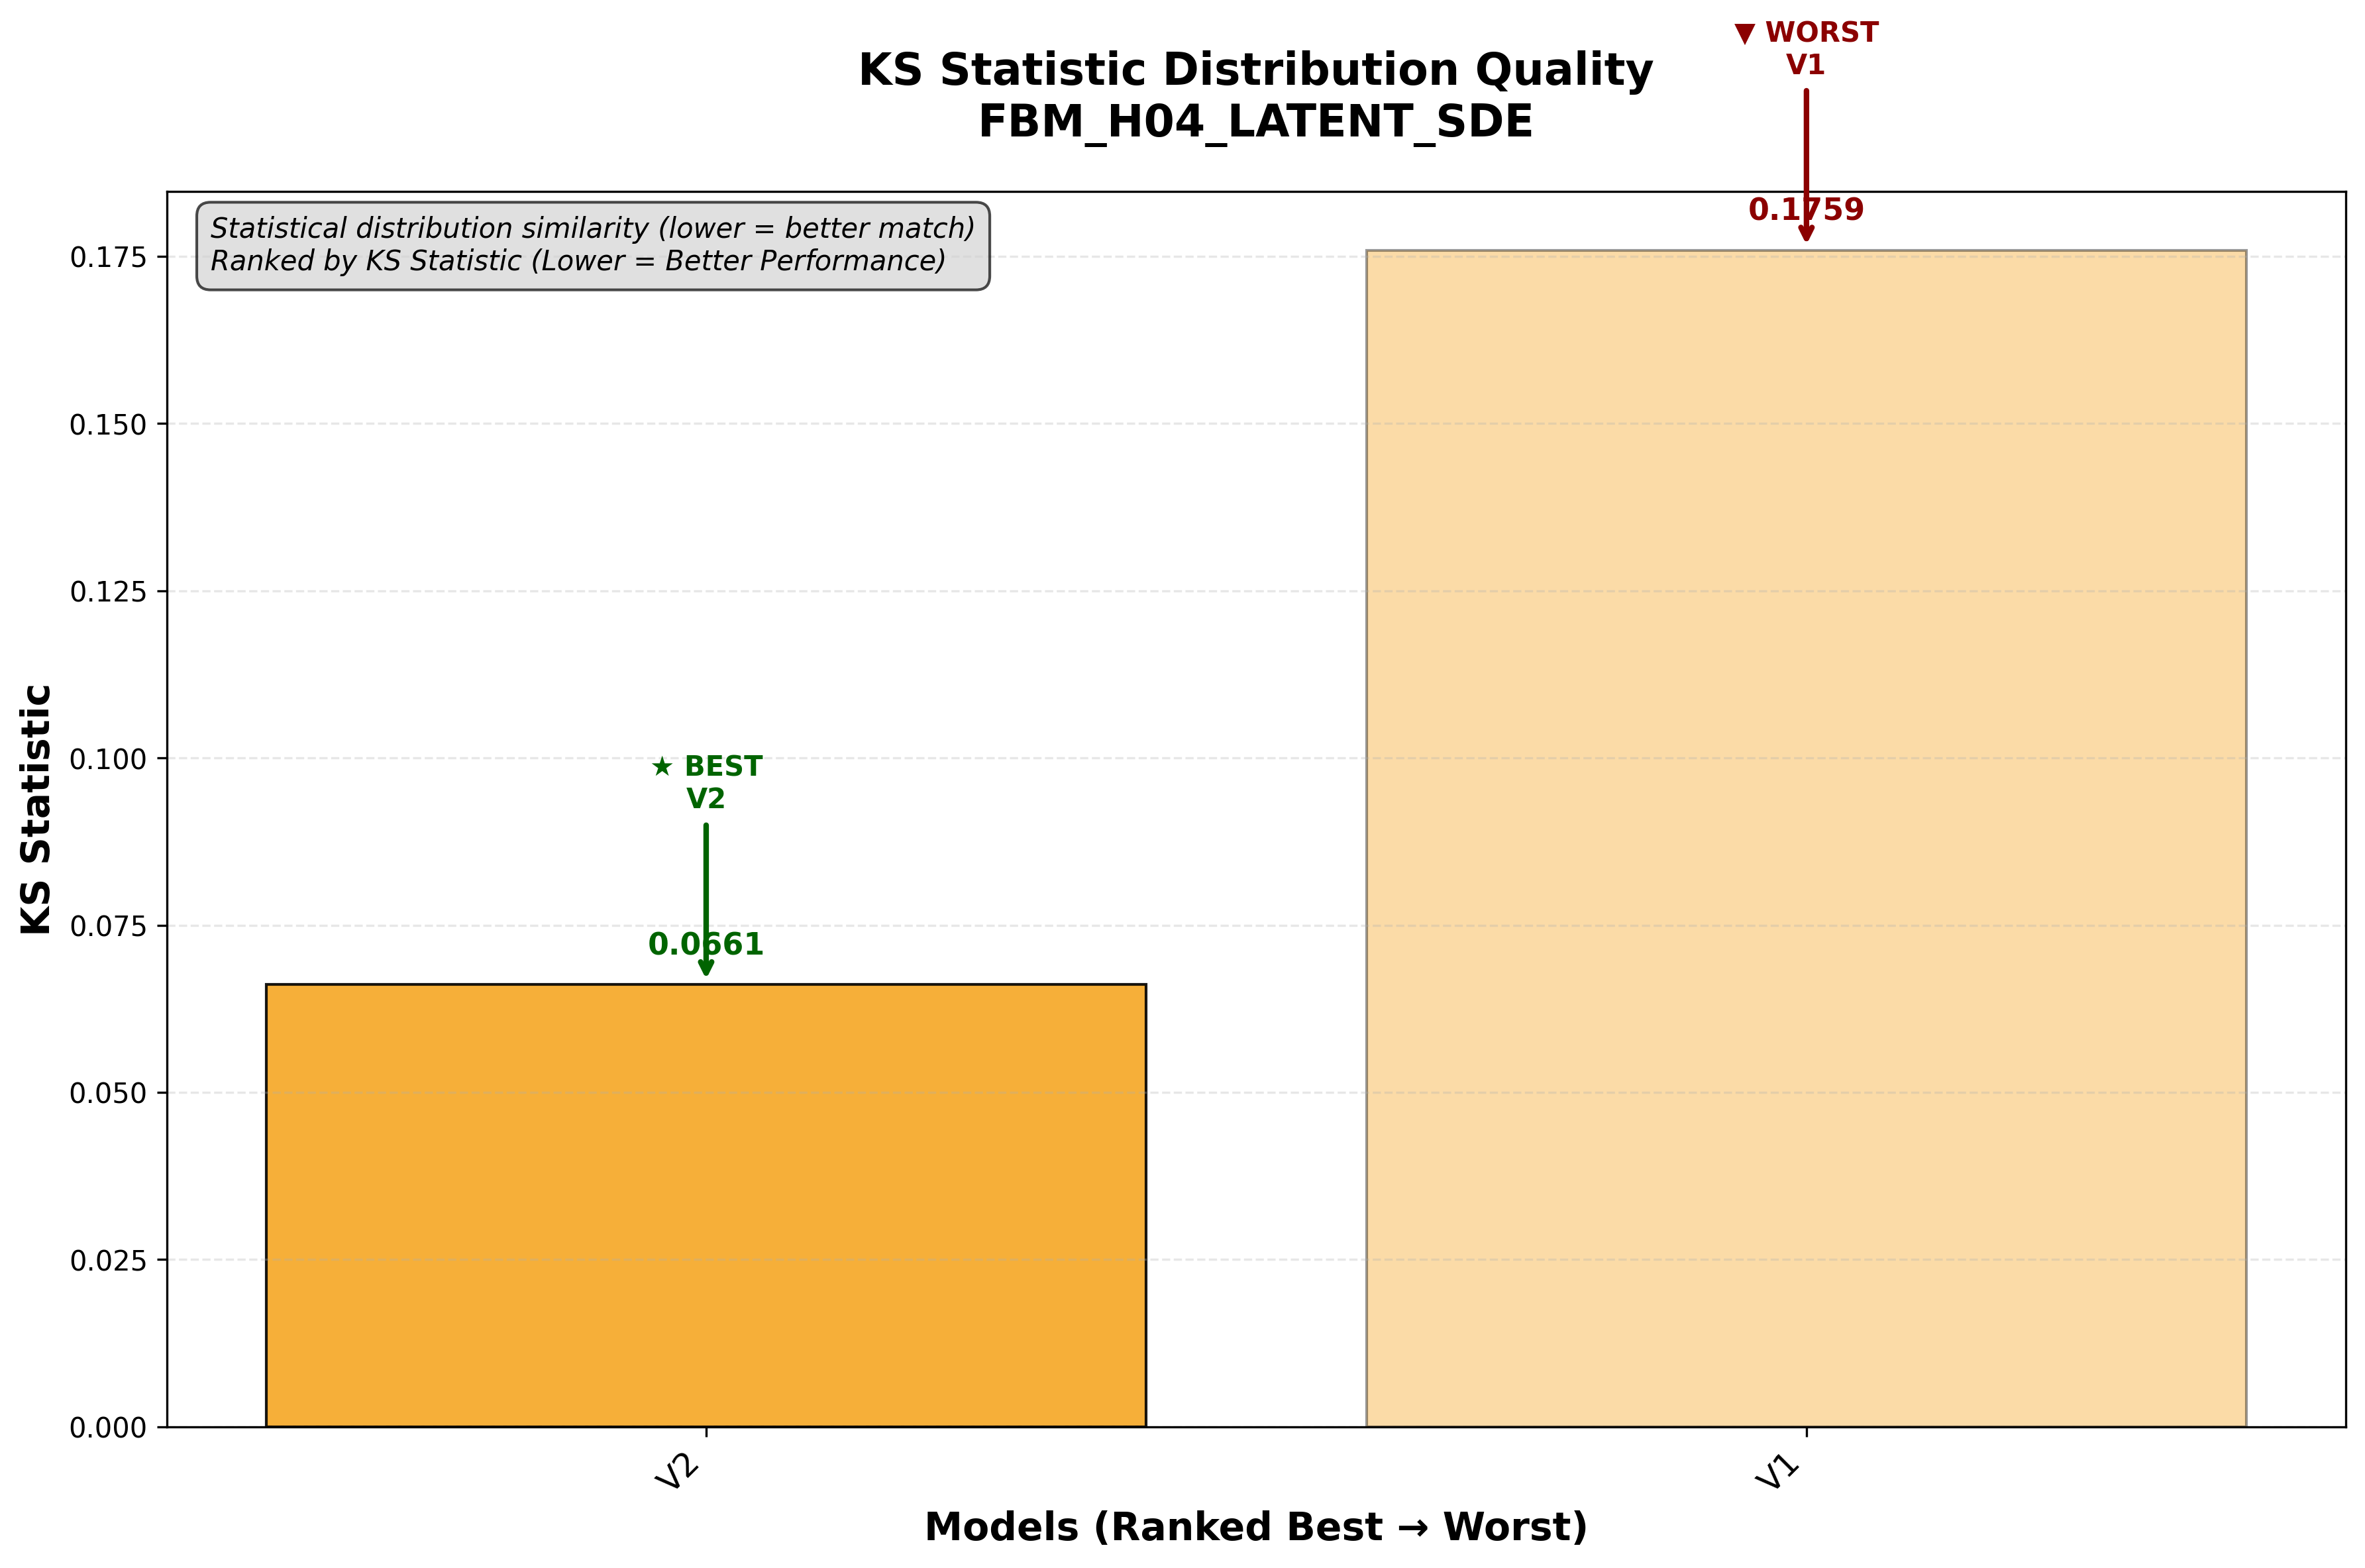 ▼ WORST
V1
KS Statistic Distribution Quality
FBM_H04_LATENT_SDE
Statistical distribution similarity (lower = better match)
Ranked by KS Statistic (Lower = Better Performance)
0.1759
0.175
0.150
0.125
0.100
0.075
0.050
0.025
0.000
KS Statistic
★ BEST
V2
0.0661
V2
V1
Models (Ranked Best → Worst)